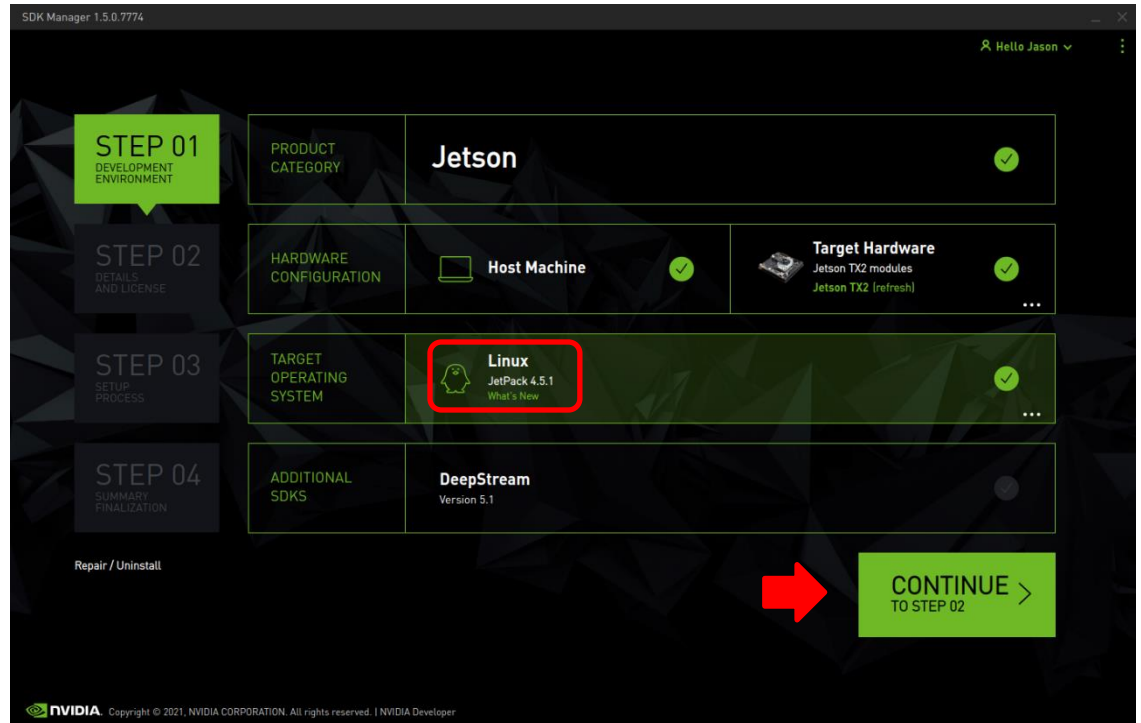 SDK Manager 1.5.0.7774
Hello Jason
STEP 01
DEVELOPMENT
ENVIRONMENT
PRODUCT
CATEGORY
Jetson
STEP 02
DETAILS
AND LICENSE
HARDWARE
CONFIGURATION
Host Machine
Target Hardware
Jetson TX2 modules
Jetson TX2 (refresh)
STEP 03
SETUP
PROCESS
TARGET
OPERATING
SYSTEM
Linux
JetPack 4.5.1
What's New
STEP 04
SUMMARY
FINALIZATION
ADDITIONAL
SDKS
DeepStream
Version 5.1
Repair / Uninstall
CONTINUE >
TO STEP 02
NVIDIA. Copyright © 2021, NVIDIA CORPORATION. All rights reserved. | NVIDIA Developer